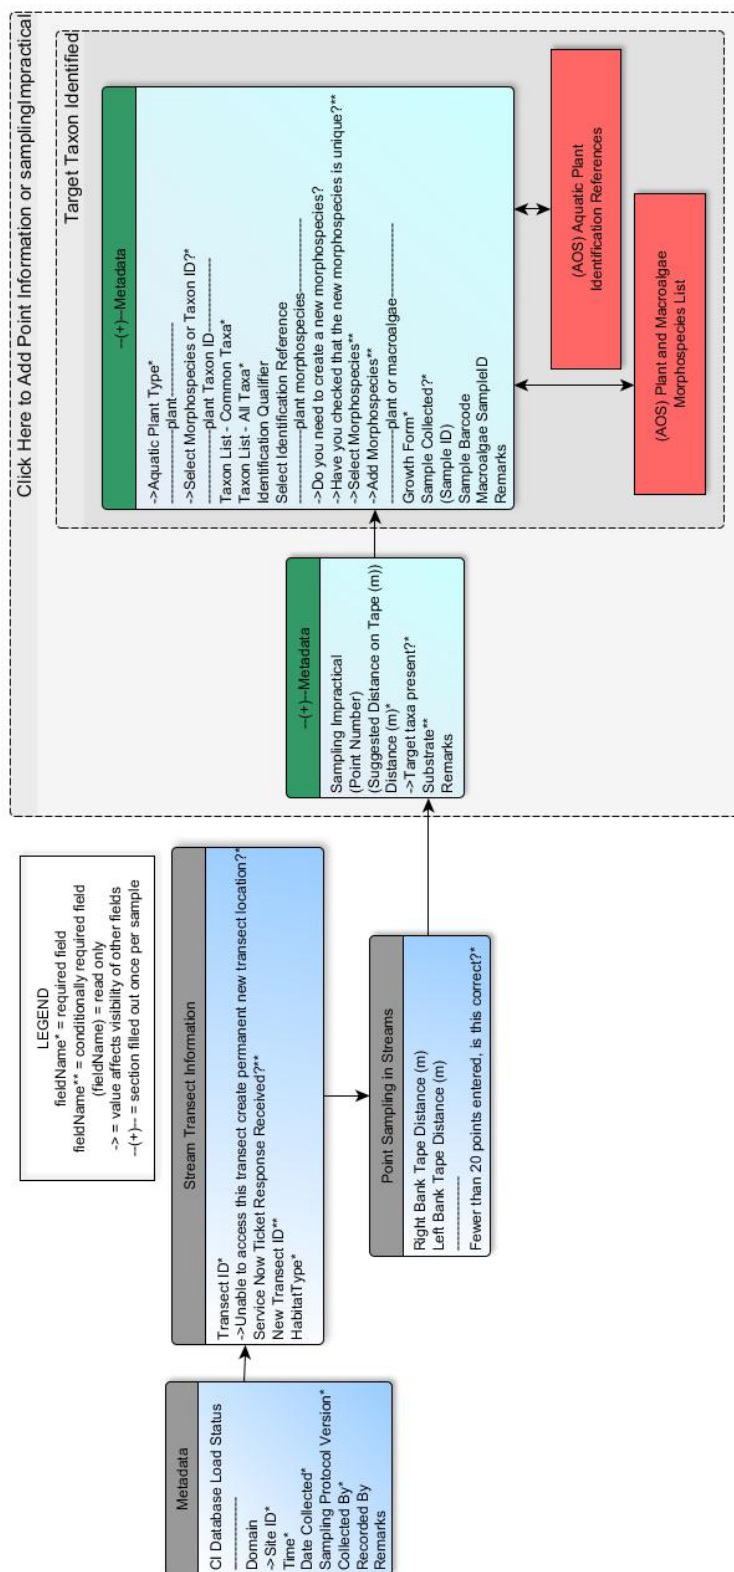 Metadata
CI Database Load Status
------------------
Domain
->Site ID*
Time*
Date Collected*
Sampling Protocol Version*
Collected By*
Recorded By
Remarks
LEGEND
fieldName* = required field
fieldName** = conditionally required field
(fieldName) = read only
-> = value affects visibility of other fields
--(+)-- = section filled out once per sample
Stream Transect Information
Transect ID*
->Unable to access this transect create permanent new transect location?*
Service Now Ticket Response Received?**
New Transect ID**
HabitatType*
Point Sampling in Streams
Right Bank Tape Distance (m)
Left Bank Tape Distance (m)
------------
Fewer than 20 points entered, is this correct?*
Click Here to Add Point Information or samplingImpractical
--(+)--Metadata
Sampling Impractical
(Point Number)
(Suggested Distance on Tape (m))
Distance (m)*
->Target taxa present?*
Substrate**
Remarks
Target Taxon Identified
--(+)--Metadata
->Aquatic Plant Type*
------------------plant------------------
->Select Morphospecies or Taxon ID?*
------------------plant Taxon ID------------------
Taxon List - Common Taxa*
Taxon List - All Taxa*
Identification Qualifier
Select Identification Reference
------------------plant morphospecies------------------
->Do you need to create a new morphospecies?
->Have you checked that the new morphospecies is unique?**
->Select Morphospecies**
->Add Morphospecies**
------------------plant or macroalgae------------------
Growth Form*
Sample Collected?*
(Sample ID)
Sample Barcode
Macroalgae SampleID
Remarks
(AOS) Aquatic Plant
Identification References
(AOS) Plant and Macroalgae
Morphospecies List